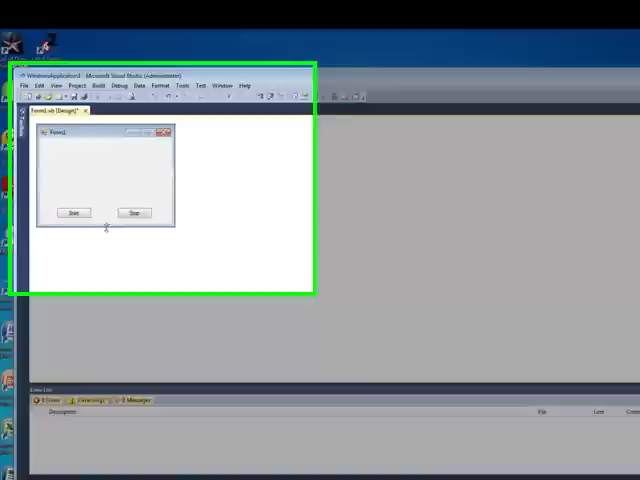 WindowsApplication1 - Microsoft Visual Studio (Administrator)
File Edit View Project Build Debug Data Format Tools Test Window Help
Toolbox
Form1.vb [Design]*
Form1
Start Stop
Error List
0 Errors 0 Warnings 0 Messages
Description File Line